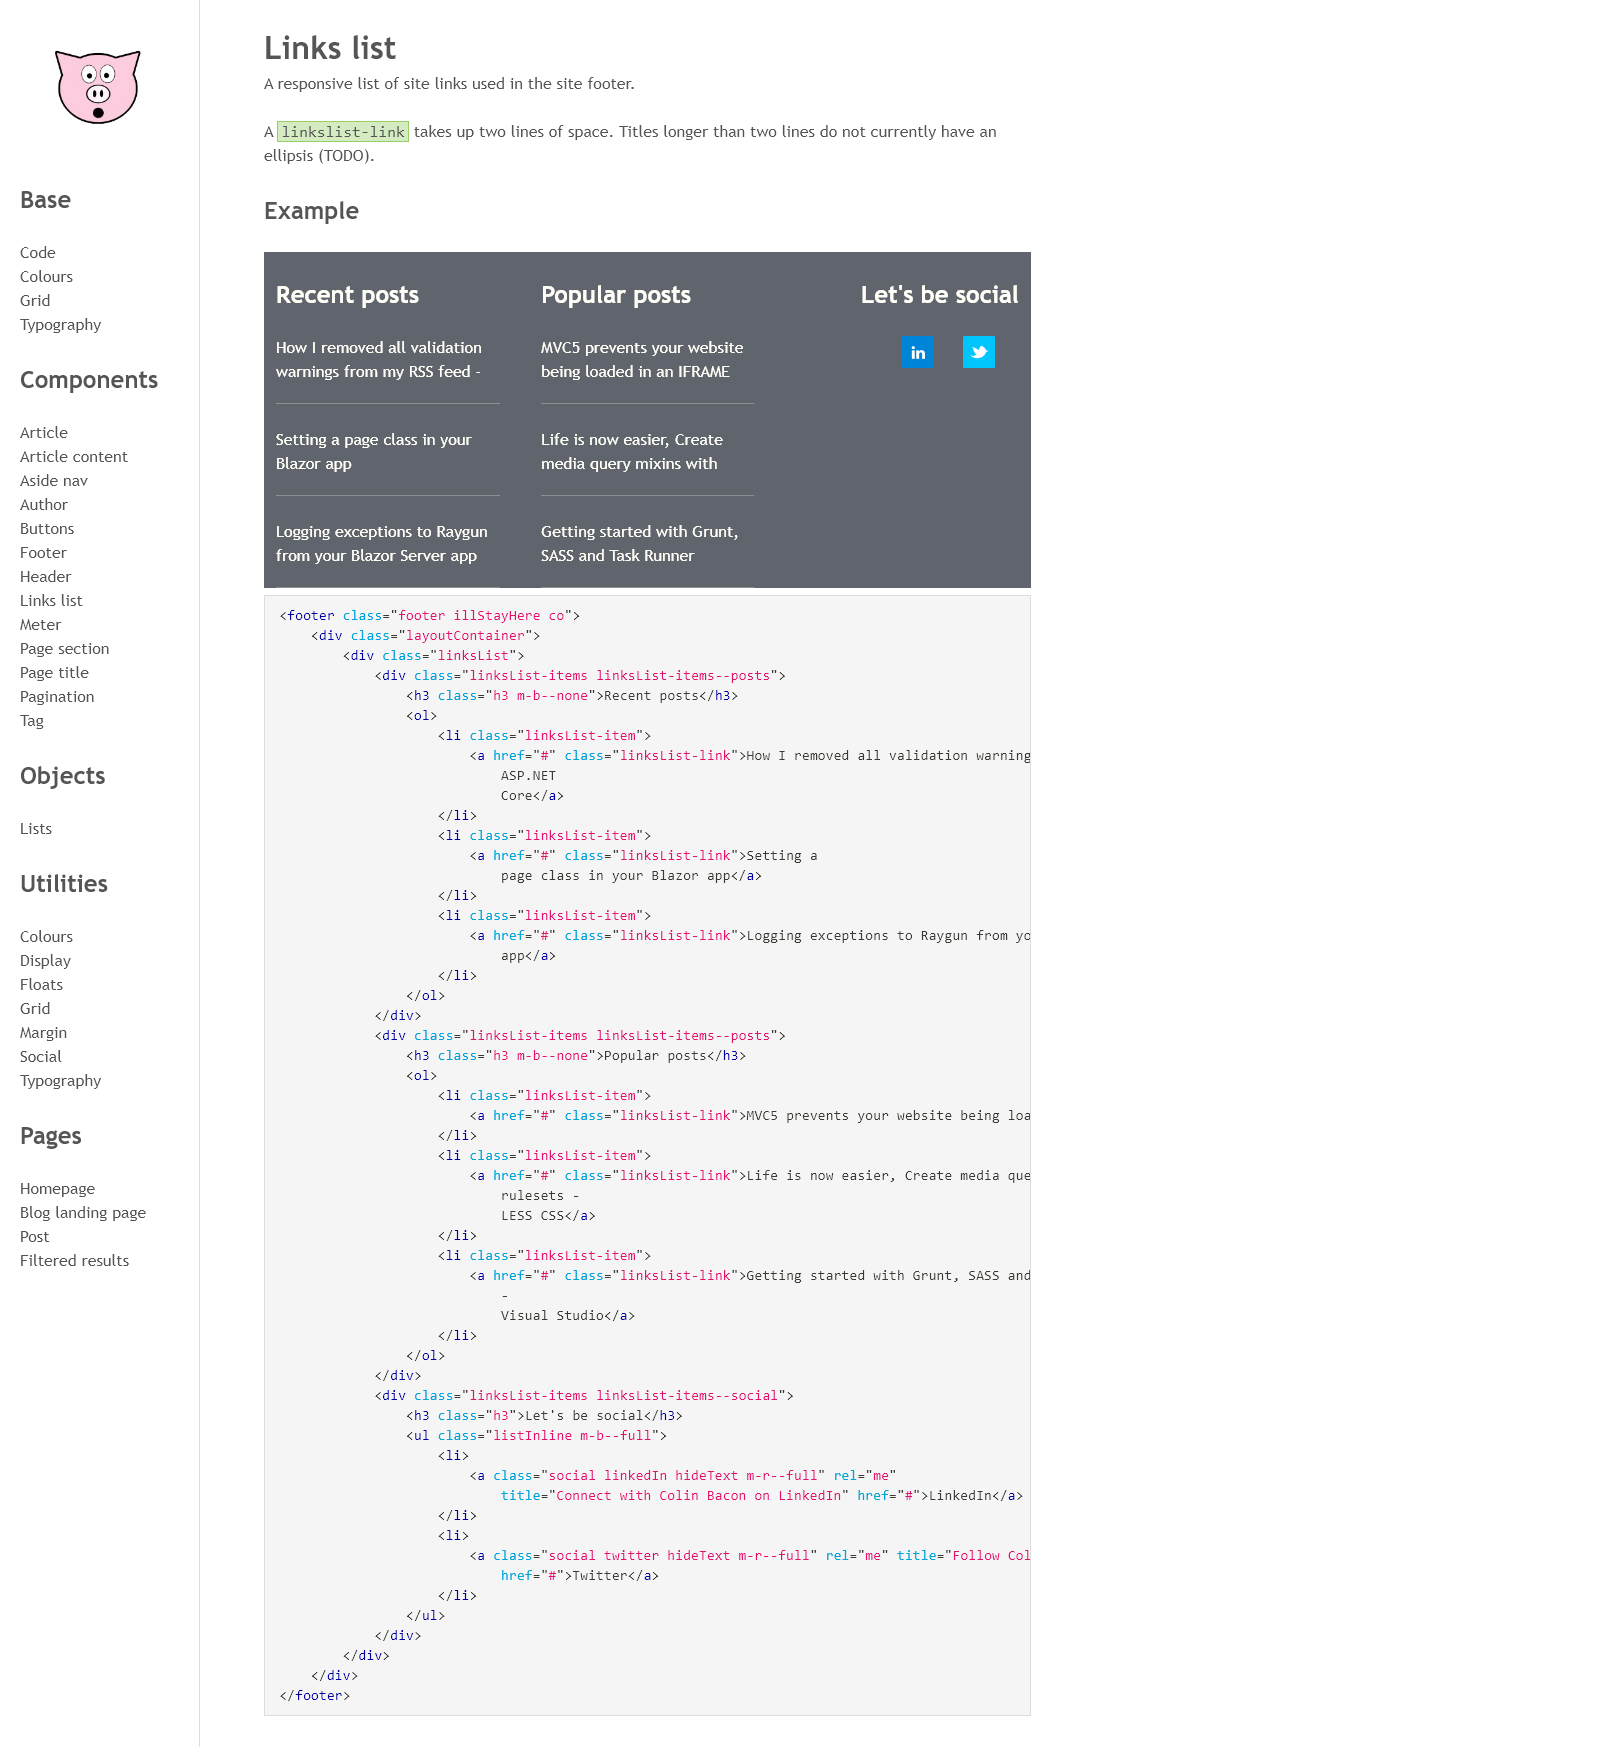 Base
Code
Colours
Grid
Typography
Components
Article
Article content
Aside nav
Author
Buttons
Footer
Header
Links list
Meter
Page section
Page title
Pagination
Tag
Objects
Lists
Utilities
Colours
Display
Floats
Grid
Margin
Social
Typography
Pages
Homepage
Blog landing page
Post
Filtered results
Links list
A responsive list of site links used in the site footer.
A linkslist-link takes up two lines of space. Titles longer than two lines do not currently have an
ellipsis (TODO).
Example
Recent posts
How I removed all validation
warnings from my RSS feed -
Setting a page class in your
Blazor app
Logging exceptions to Raygun
from your Blazor Server app
Popular posts
MVC5 prevents your website
being loaded in an IFRAME
Life is now easier, Create
media query mixins with
Getting started with Grunt,
SASS and Task Runner
Let's be social
in
<footer class="footer illStayHere co">
    <div class="layoutContainer">
        <div class="linksList">
            <div class="linksList-items linksList-items--posts">
                <h3 class="h3 m-b--none">Recent posts</h3>
                <ol>
                    <li class="linksList-item">
                        <a href="#" class="linksList-link">How I removed all validation warning
                            ASP.NET
                            Core</a>
                    </li>
                    <li class="linksList-item">
                        <a href="#" class="linksList-link">Setting a
                            page class in your Blazor app</a>
                    </li>
                    <li class="linksList-item">
                        <a href="#" class="linksList-link">Logging exceptions to Raygun from yo
                            app</a>
                    </li>
                </ol>
            </div>
            <div class="linksList-items linksList-items--posts">
                <h3 class="h3 m-b--none">Popular posts</h3>
                <ol>
                    <li class="linksList-item">
                        <a href="#" class="linksList-link">MVC5 prevents your website being loa
                    </li>
                    <li class="linksList-item">
                        <a href="#" class="linksList-link">Life is now easier, Create media que
                            rulesets -
                            LESS CSS</a>
                    </li>
                    <li class="linksList-item">
                        <a href="#" class="linksList-link">Getting started with Grunt, SASS and
                            -
                            Visual Studio</a>
                    </li>
                </ol>
            </div>
            <div class="linksList-items linksList-items--social">
                <h3 class="h3">Let's be social</h3>
                <ul class="listInline m-b--full">
                    <li>
                        <a class="social linkedIn hideText m-r--full" rel="me"
                            title="Connect with Colin Bacon on LinkedIn" href="#">LinkedIn</a>
                    </li>
                    <li>
                        <a class="social twitter hideText m-r--full" rel="me" title="Follow Col
                            href="#">Twitter</a>
                    </li>
                </ul>
            </div>
        </div>
    </div>
</footer>